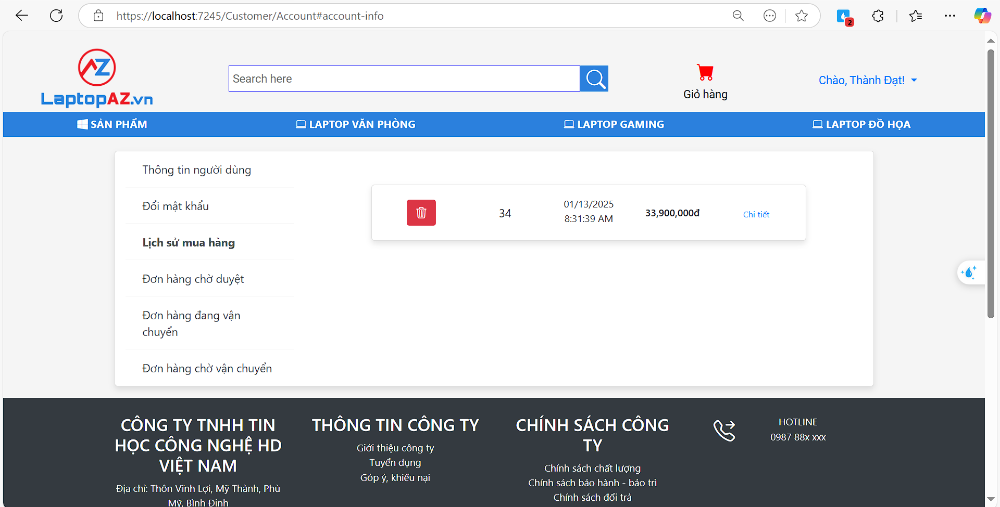 https://localhost:7245/Customer/Account#account-info
2
AZ
LaptopAZ.vn
Search here
Giỏ hàng
Chào, Thành Đạt!
SẢN PHẨM
LAPTOP VĂN PHÒNG
LAPTOP GAMING
LAPTOP ĐỒ HỌA
Thông tin người dùng
Đổi mật khẩu
Lịch sử mua hàng
Đơn hàng chờ duyệt
Đơn hàng đang vận
chuyển
Đơn hàng chờ vận chuyển
34
01/13/2025
8:31:39 AM
33,900,000đ
Chi tiết
CÔNG TY TNHH TIN
HỌC CÔNG NGHỆ HD
VIỆT NAM
Địa chỉ: Thôn Vĩnh Lợi, Mỹ Thành, Phù
Mỹ, Bình Định
THÔNG TIN CÔNG TY
Giới thiệu công ty
Tuyển dụng
Góp ý, khiếu nại
CHÍNH SÁCH CÔNG
TY
Chính sách chất lượng
Chính sách bảo hành - bảo trì
Chính sách đổi trả
HOTLINE
0987 88x xxx